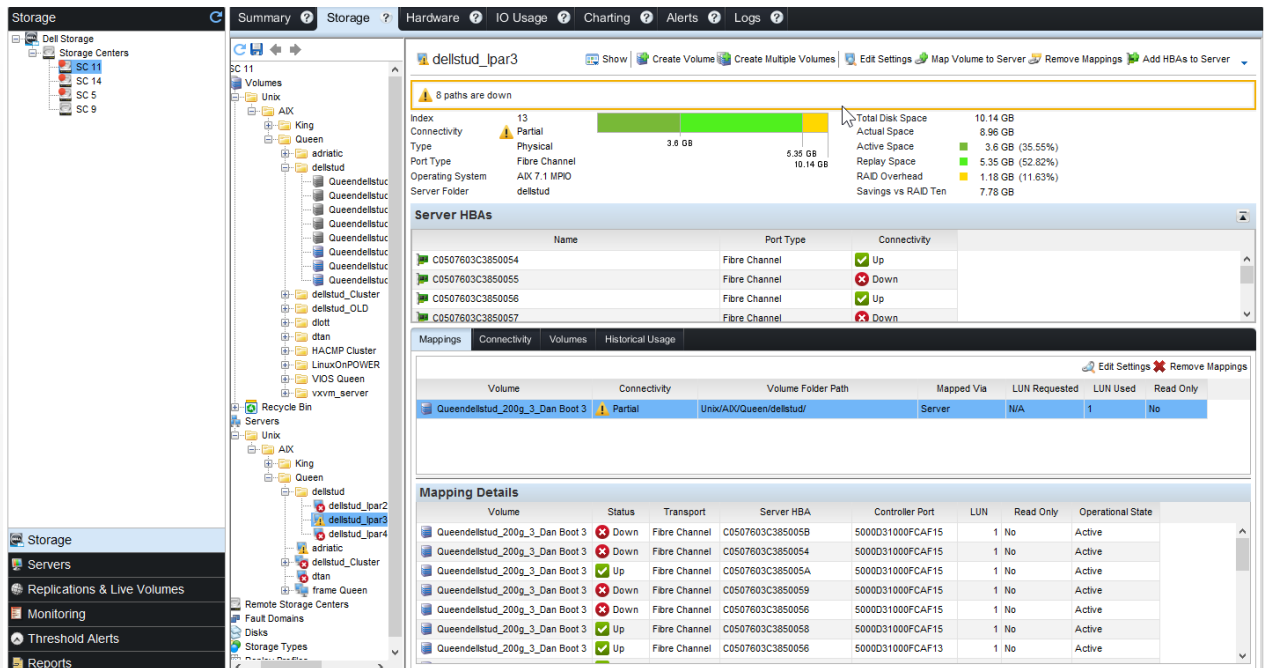 Storage
Dell Storage
Storage Centers
SC 11
SC 14
SC 5
SC 9
Storage
Servers
Replications & Live Volumes
Monitoring
Threshold Alerts
Reports
Summary ? Storage ? Hardware ? IO Usage ? Charting ? Alerts ? Logs ?
SC 11
Volumes
Unix
AIX
King
Queen
adriatic
dellstud
Queendellstuc
Queendellstuc
Queendellstuc
Queendellstuc
Queendellstuc
Queendellstuc
Queendellstuc
Queendellstuc
dellstud_Cluster
dellstud_OLD
dlott
dtan
HACMP Cluster
LinuxOnPOWER
VIOS Queen
vxvm_server
Recycle Bin
Servers
Unix
AIX
King
Queen
dellstud
dellstud_lpar2
dellstud_lpar3
dellstud_lpar4
adriatic
dellstud_Cluster
dtan
frame Queen
Remote Storage Centers
Fault Domains
Disks
Storage Types
dellstud_lpar3 Show Create Volume Create Multiple Volumes Edit Settings Map Volume to Server Remove Mappings Add HBAs to Server
8 paths are down
Index 13
Connectivity Partial
Type Physical
Port Type Fibre Channel
Operating System AIX 7.1 MPIO
Server Folder dellstud
3.6 GB
5.35 GB
10.14 GB
Total Disk Space 10.14 GB
Actual Space 8.96 GB
Active Space 3.6 GB (35.55%)
Replay Space 5.35 GB (52.82%)
RAID Overhead 1.18 GB (11.63%)
Savings vs RAID Ten 7.78 GB
Server HBAs
Name Port Type Connectivity
C0507603C3850054 Fibre Channel Up
C0507603C3850055 Fibre Channel Down
C0507603C3850056 Fibre Channel Up
C0507603C3850057 Fibre Channel Down
Mappings Connectivity Volumes Historical Usage
Edit Settings Remove Mappings
Volume Connectivity Volume Folder Path Mapped Via LUN Requested LUN Used Read Only
Queendellstud_200g_3_Dan Boot 3 Partial Unix/AIX/Queen/dellstud/ Server N/A 1 No
Mapping Details
Volume Status Transport Server HBA Controller Port LUN Read Only Operational State
Queendellstud_200g_3_Dan Boot 3 Down Fibre Channel C0507603C385005B 5000D31000FCAF15 1 No Active
Queendellstud_200g_3_Dan Boot 3 Down Fibre Channel C0507603C3850054 5000D31000FCAF15 1 No Active
Queendellstud_200g_3_Dan Boot 3 Up Fibre Channel C0507603C385005A 5000D31000FCAF15 1 No Active
Queendellstud_200g_3_Dan Boot 3 Down Fibre Channel C0507603C3850059 5000D31000FCAF15 1 No Active
Queendellstud_200g_3_Dan Boot 3 Down Fibre Channel C0507603C3850056 5000D31000FCAF15 1 No Active
Queendellstud_200g_3_Dan Boot 3 Up Fibre Channel C0507603C3850058 5000D31000FCAF15 1 No Active
Queendellstud_200g_3_Dan Boot 3 Up Fibre Channel C0507603C3850056 5000D31000FCAF13 1 No Active